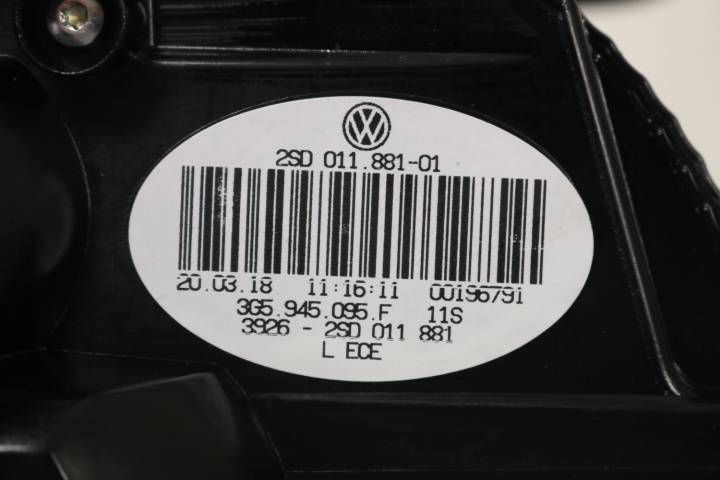 2SD 011.881-01
20.03.18 11:16:11 00196791
3G5.945.095.F 11S
3926 - 2SD 011 881
L ECE